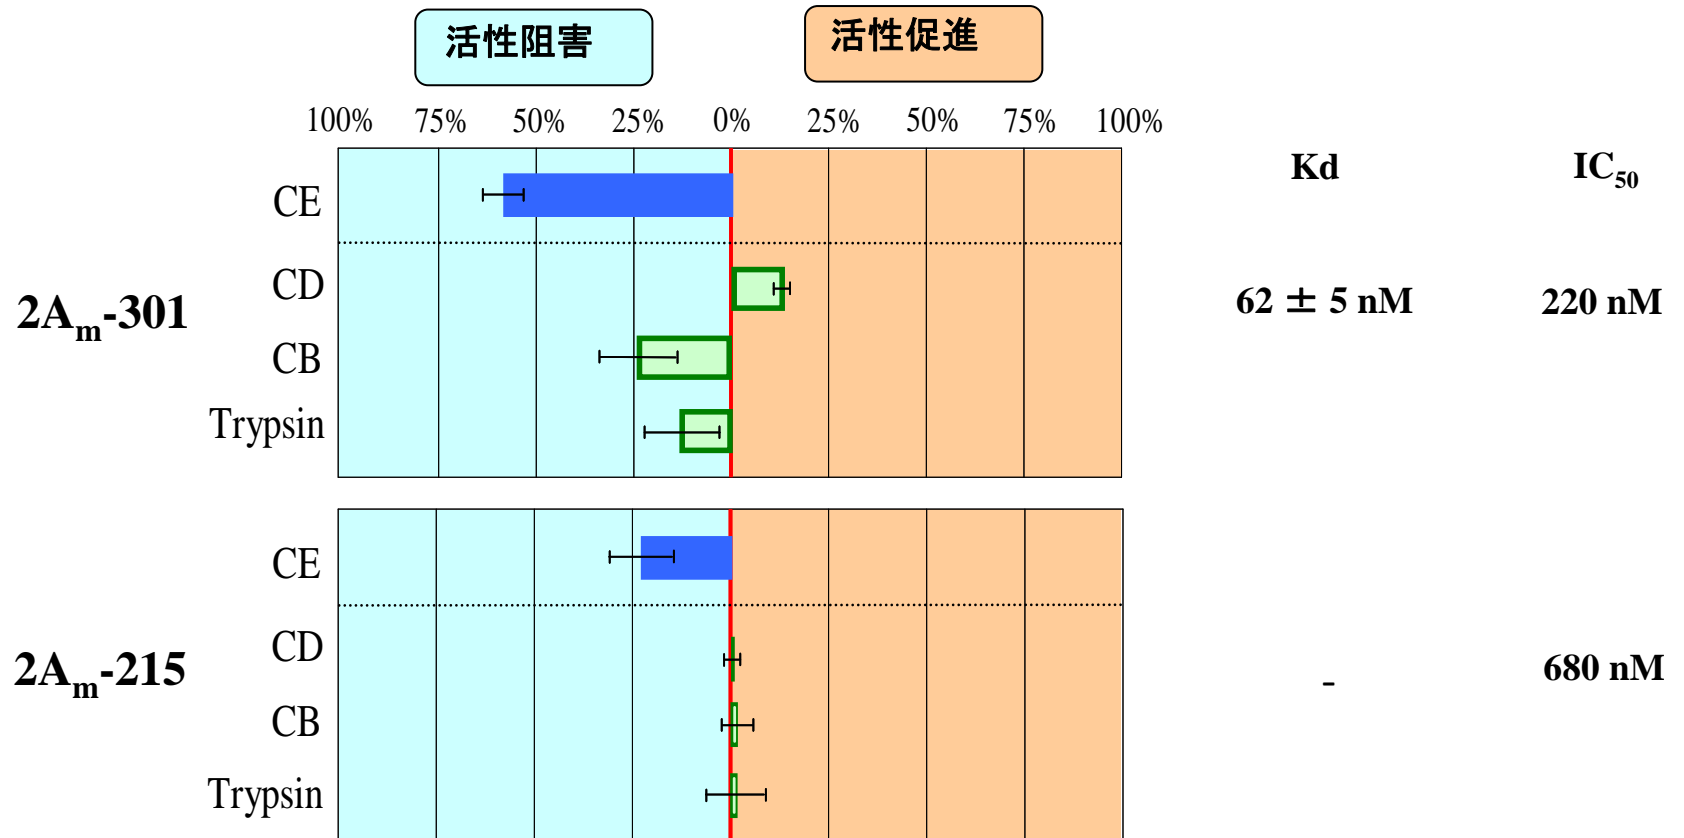 活性阻害
活性促進
100% 75% 50% 25% 0% 25% 50% 75% 100%
Kd
IC50
CE
CD
2Am-301
62 ± 5 nM
220 nM
CB
Trypsin
CE
CD
2Am-215
-
680 nM
CB
Trypsin